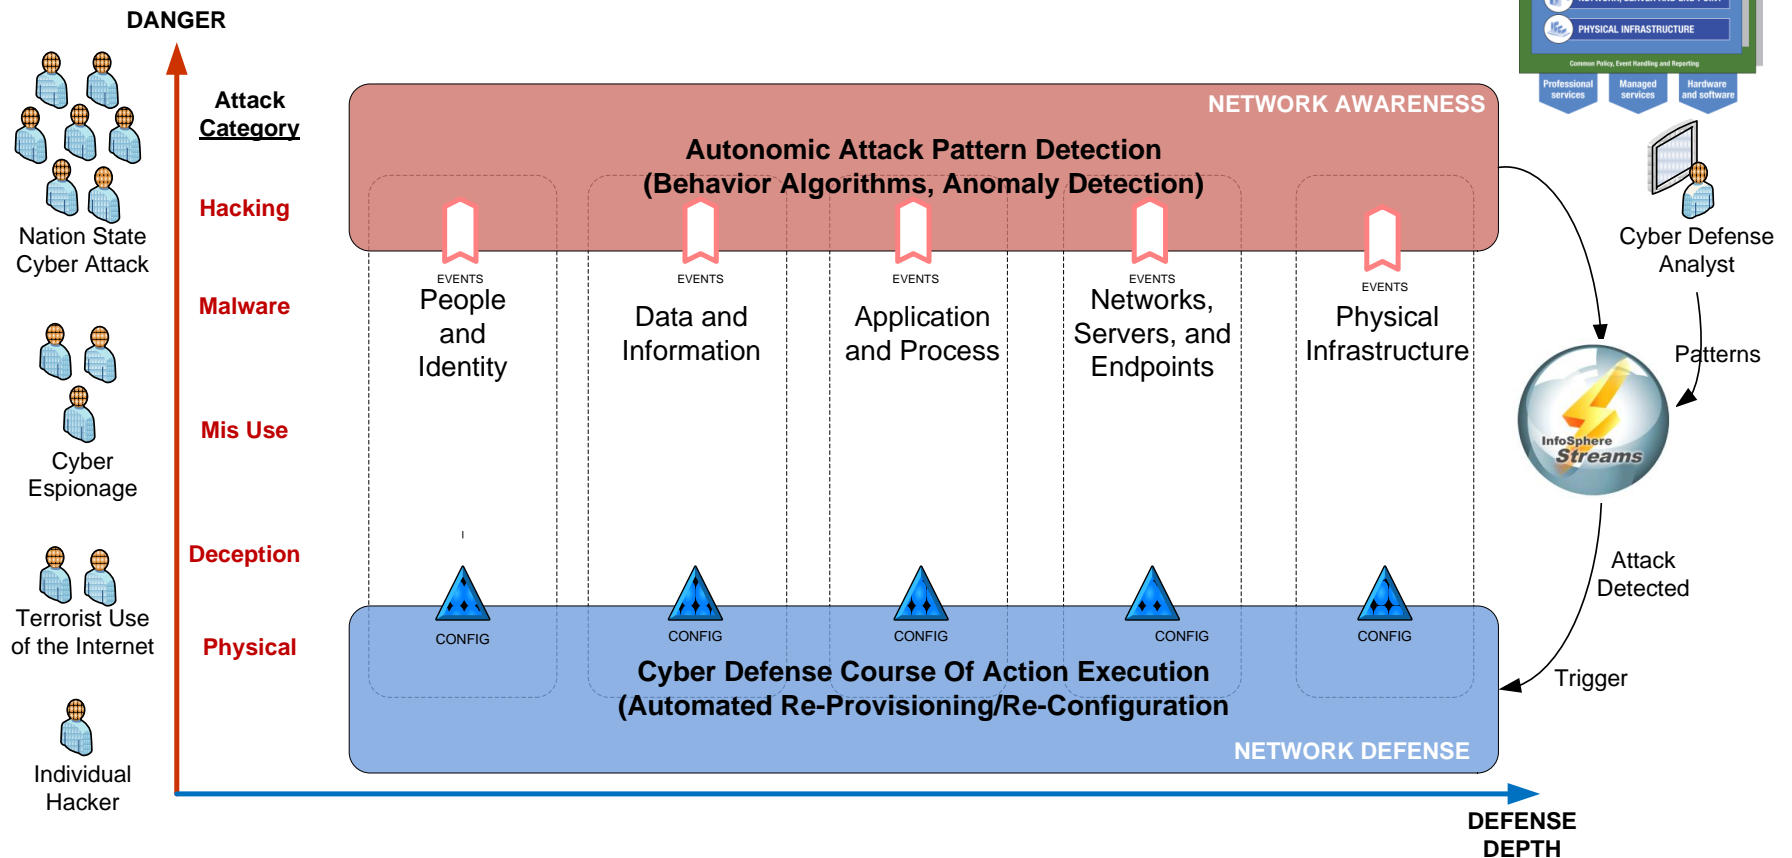 DANGER
Attack
Category
Hacking
Malware
Mis Use
Deception
Physical
Nation State
Cyber Attack
Cyber
Espionage
Terrorist Use
of the Internet
Individual
Hacker
NETWORK AWARENESS
Autonomic Attack Pattern Detection
(Behavior Algorithms, Anomaly Detection)
EVENTS
EVENTS
EVENTS
EVENTS
EVENTS
People
and
Identity
Data and
Information
Application
and Process
Networks,
Servers, and
Endpoints
Physical
Infrastructure
CONFIG
CONFIG
CONFIG
CONFIG
CONFIG
Cyber Defense Course Of Action Execution
(Automated Re-Provisioning/Re-Configuration
NETWORK DEFENSE
DEFENSE
DEPTH
NETWORK, SERVER AND END POINT
PHYSICAL INFRASTRUCTURE
Common Policy, Event Handling and Reporting
Professional
services
Managed
services
Hardware
and software
Cyber Defense
Analyst
Patterns
InfoSphere
Streams
Attack
Detected
Trigger